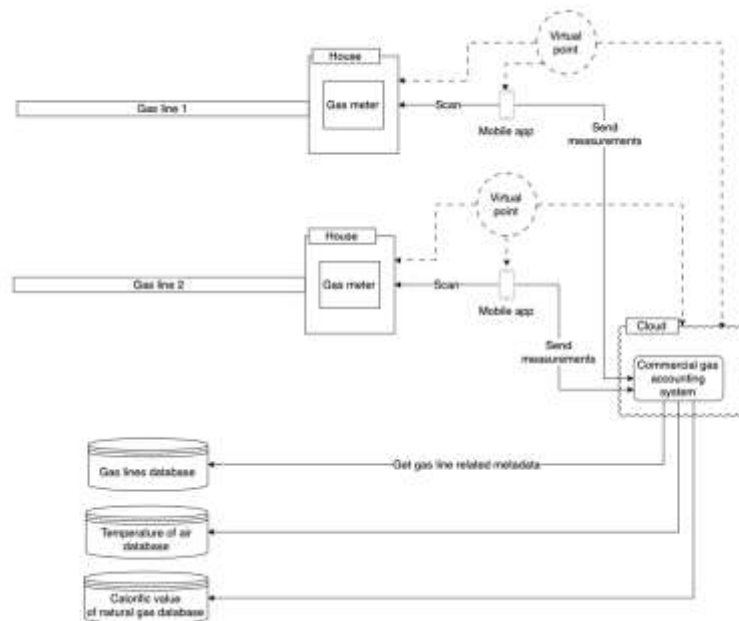 Virtual
point
House
Gas meter
Gas line 1
Scan
Mobile app
Send
measurements
Virtual
point
House
Gas meter
Gas line 2
Scan
Mobile app
Send
measurements
Cloud
Commercial gas
accounting
system
Get gas line related metadata
Gas lines database
Temperature of air
database
Calorific value
of natural gas database